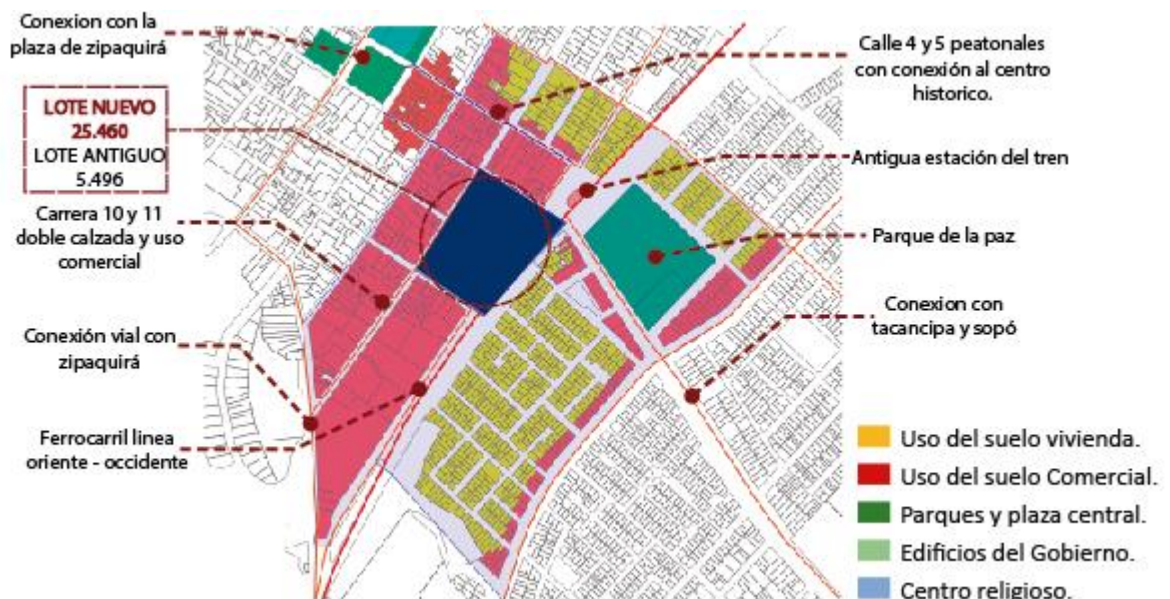 Conexion con la
plaza de zipaquirá
LOTE NUEVO
25.460
LOTE ANTIGUO
5.496
Carrera 10 y 11
doble calzada y uso
comercial
Conexión vial con
zipaquirá
Ferrocarril linea
oriente - occidente
Calle 4 y 5 peatonales
con conexión al centro
historico.
Antigua estación del tren
Parque de la paz
Conexion con
tacancipa y sopó
Uso del suelo vivienda.
Uso del suelo Comercial.
Parques y plaza central.
Edificios del Gobierno.
Centro religioso.